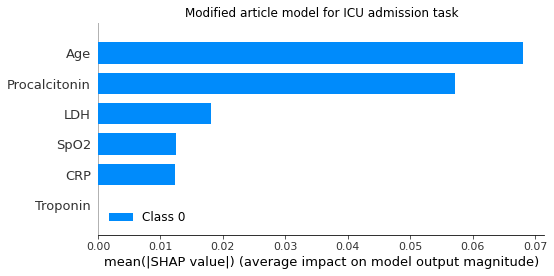 Modified article model for ICU admission task
Age
Procalcitonin
LDH
SpO2
CRP
Troponin
Class 0
0.00 0.01 0.02 0.03 0.04 0.05 0.06 0.07
mean(|SHAP value|) (average impact on model output magnitude)